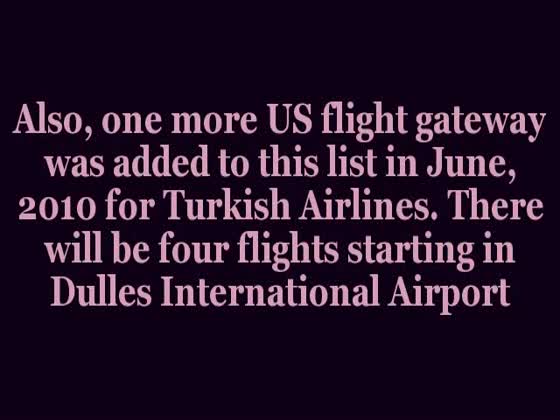 Also, one more US flight gateway
was added to this list in June,
2010 for Turkish Airlines. There
will be four flights starting in
Dulles International Airport